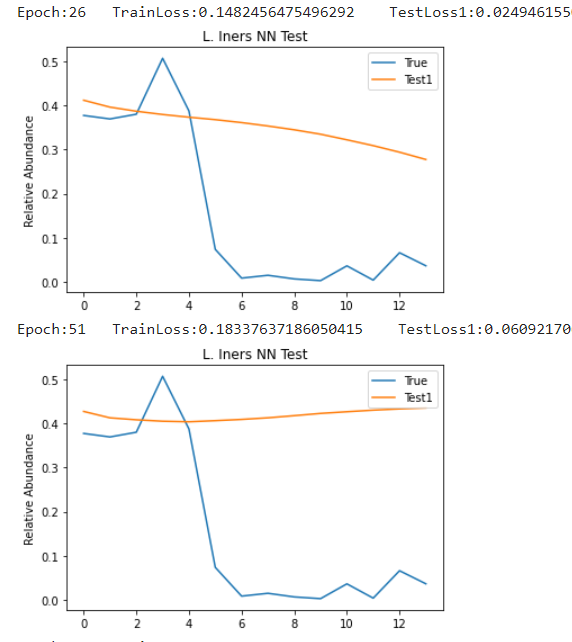 Epoch:26 TrainLoss:0.1482456475496292 TestLoss1:0.0249461559
L. Iners NN Test
True
Test1
Relative Abundance
0.5
0.4
0.3
0.2
0.1
0.0
0 2 4 6 8 10 12
Epoch:51 TrainLoss:0.18337637186050415 TestLoss1:0.06092170
L. Iners NN Test
True
Test1
Relative Abundance
0.5
0.4
0.3
0.2
0.1
0.0
0 2 4 6 8 10 12